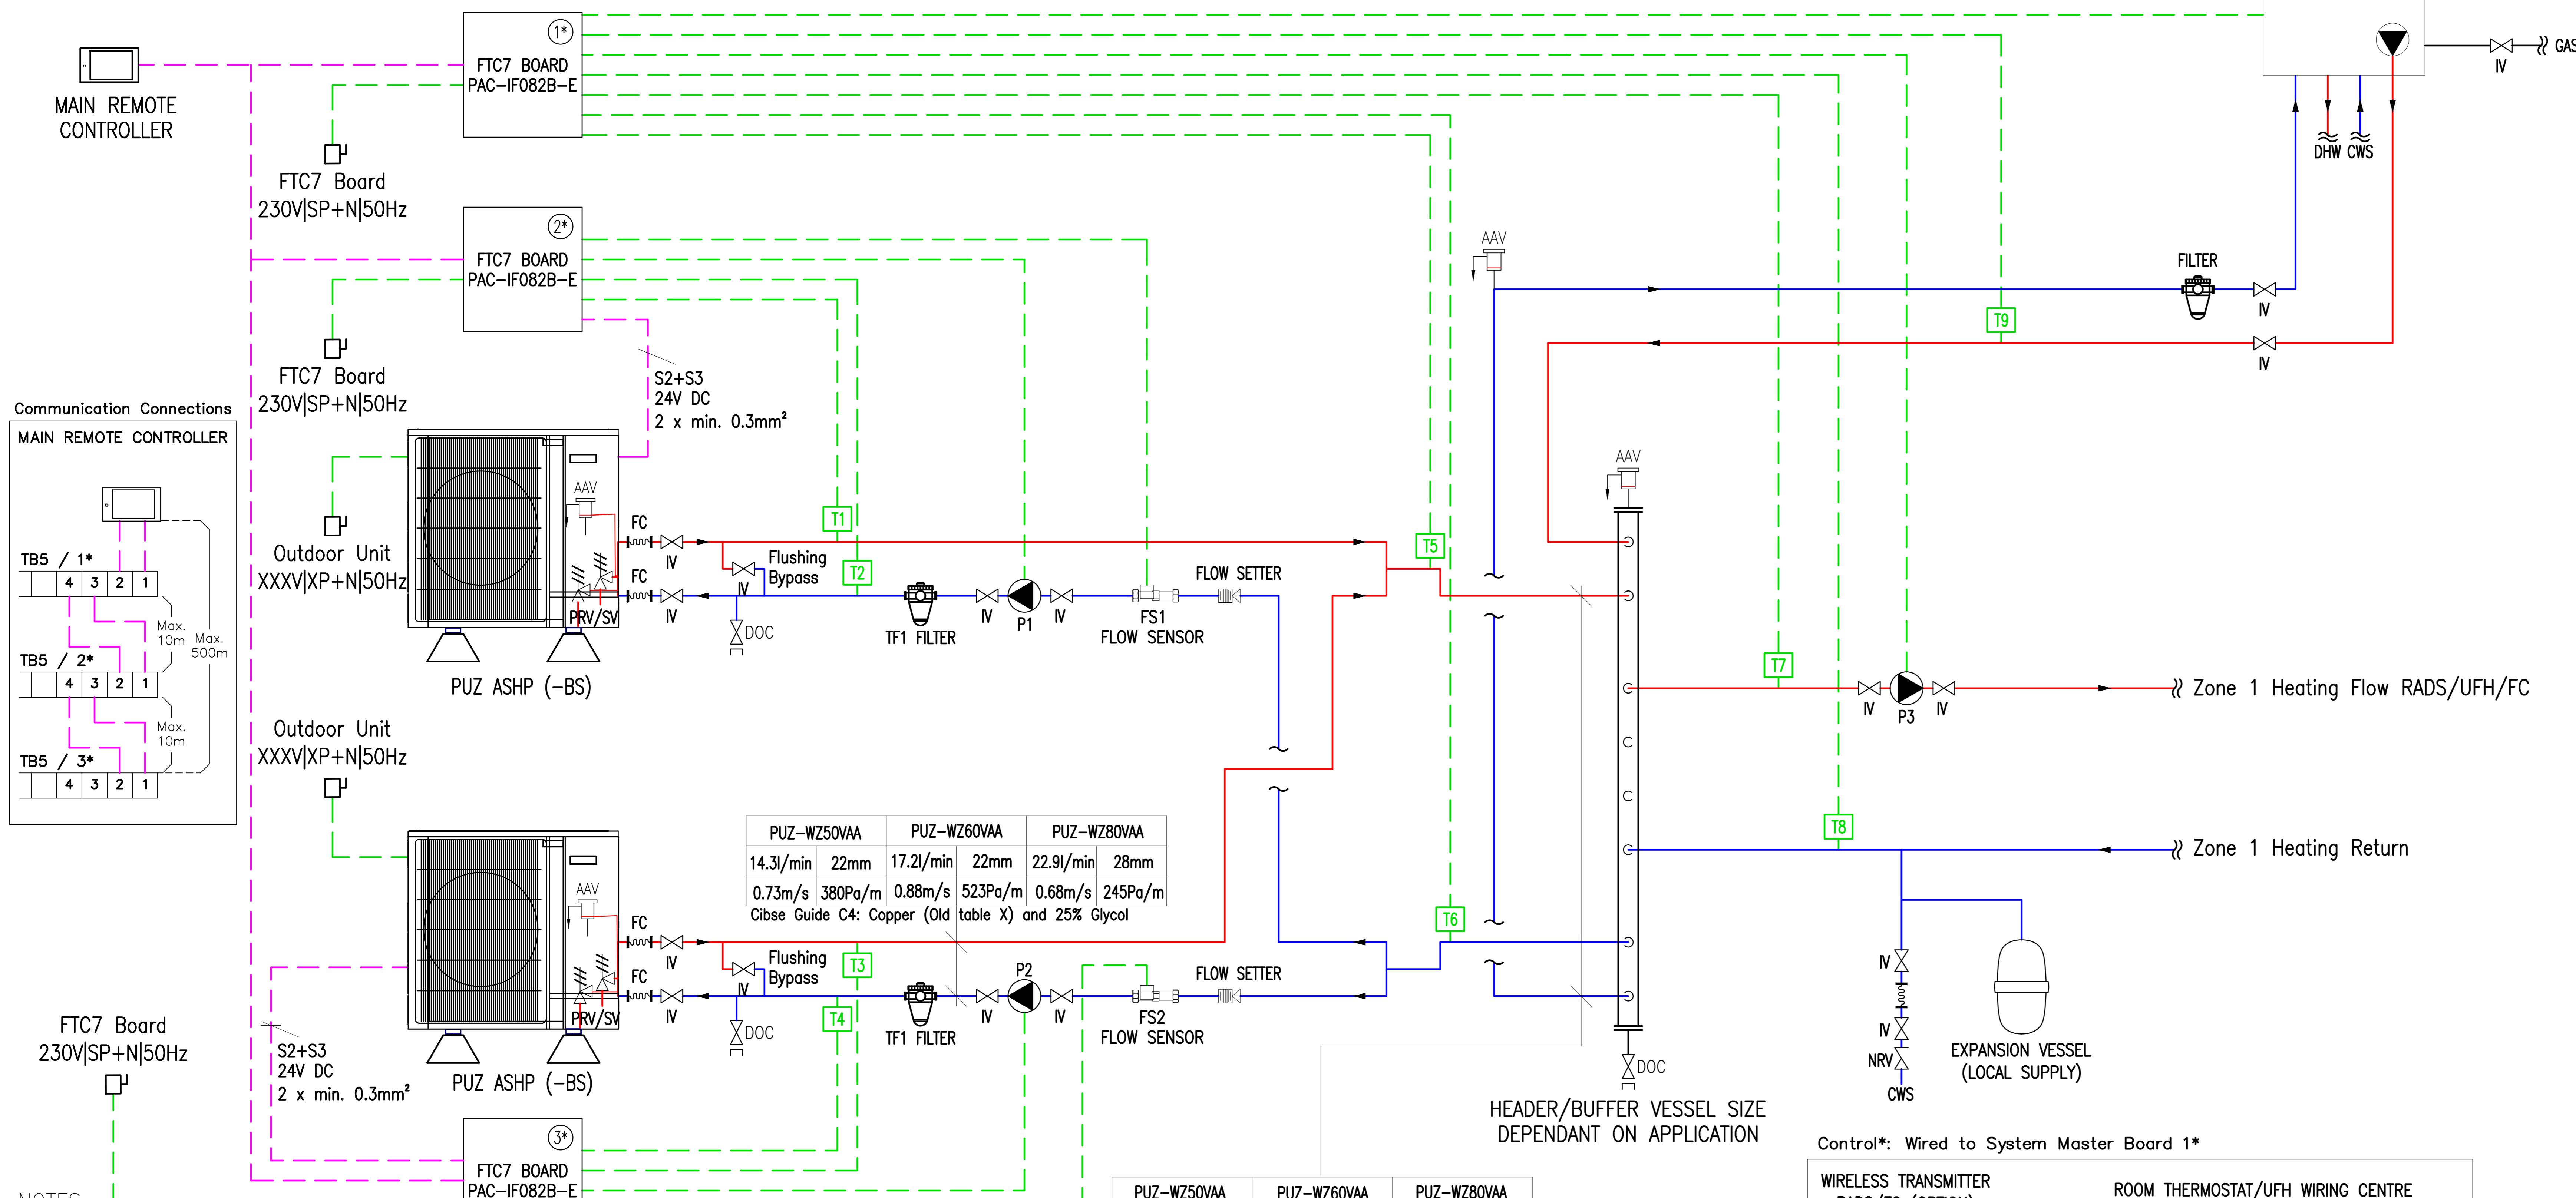 1*
FTC7 BOARD
PAC-IF082B-E
MAIN REMOTE
CONTROLLER
FTC7 Board
230V|SP+N|50Hz
IV
DHW
CWS
2*
FTC7 BOARD
PAC-IF082B-E
FTC7 Board
230V|SP+N|50Hz
S2+S3
24V DC
2 x min. 0.3mm²
AAV
FILTER
IV
T9
IV
Communication Connections
MAIN REMOTE CONTROLLER
TB5 / 1*
4 3 2 1
Max.
10m
Max.
500m
TB5 / 2*
4 3 2 1
Max.
10m
TB5 / 3*
4 3 2 1
Outdoor Unit
XXXV|XP+N|50Hz
AAV
PRV/SV
FC
IV
FC
IV
PUZ ASHP (-BS)
T1
T2
Flushing
Bypass
IV
DOC
TF1 FILTER
IV
P1
IV
FS1
FLOW SENSOR
FLOW SETTER
T5
AAV
T7
IV
P3
IV
Zone 1 Heating Flow RADS/UFH/FC
Outdoor Unit
XXXV|XP+N|50Hz
PUZ-WZ50VAA PUZ-WZ60VAA PUZ-WZ80VAA
14.3l/min 22mm 17.2l/min 22mm 22.9l/min 28mm
0.73m/s 380Pa/m 0.88m/s 523Pa/m 0.68m/s 245Pa/m
Cibse Guide C4: Copper (Old table X) and 25% Glycol
T8
Zone 1 Heating Return
AAV
PRV/SV
FC
IV
FC
IV
PUZ ASHP (-BS)
T3
T4
Flushing
Bypass
IV
DOC
TF1 FILTER
IV
P2
IV
FS2
FLOW SENSOR
FLOW SETTER
T6
IV
IV
NRV
CWS
EXPANSION VESSEL
(LOCAL SUPPLY)
DOC
HEADER/BUFFER VESSEL SIZE
DEPENDANT ON APPLICATION
FTC7 Board
230V|SP+N|50Hz
S2+S3
24V DC
2 x min. 0.3mm²
3*
FTC7 BOARD
PAC-IF082B-E
Control*: Wired to System Master Board 1*
WIRELESS TRANSMITTER
ROOM THERMOSTAT/UFH WIRING CENTRE
PUZ-WZ50VAA PUZ-WZ60VAA PUZ-WZ80VAA